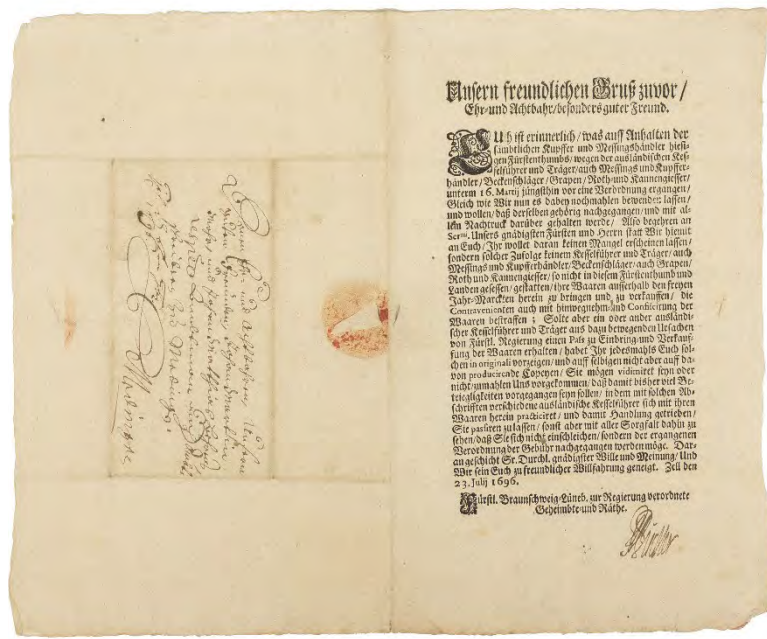 Unsern freundlichen Gruß zuvor /
Ehr- und Achtbahr / besonders guter Freund.
EUch ist erinnerlich / was auff Anhalten der
sämbtlichen Kupffer und Messingshändler hiesi-
gen Fürstenthumbs / wegen der ausländischen Keß-
selführer und Träger / auch Messings und Kupffer-
händler / Beckenschläger / Grapen / Roth- und Kannengiesser /
unterm 16. Martij jüngsthin vor eine Verordnung ergangen /
Gleich wie Wir nun es dabey nochmahlen bewenden lassen /
und wollen / daß derselben gehörig nachgegangen / und mit al-
lem Nachtruck darüber gehalten werde / Also begehren an
Sermi. Unsers gnädigsten Fürsten und Herrn statt Wir hiemit
an Euch / Ihr wollet daran keinen Mangel erscheinen lassen /
sondern solcher Zufolge keinem Kesselführer und Träger / auch
Messings und Kupfferhändler / Beckenschläger / auch Grapen /
Roth und Kannengiesser / so nicht in diesem Fürstenthumb und
Landen gesessen / gestatten / ihre Waaren ausserhalb den freyen
Jahr-Marckten herein zu bringen und zu verkauffen / die
Contravenienten auch mit hinwegnehm- und Confiscirung der
Waaren bestraffen ; Solte aber ein oder ander ausländi-
scher Kesselführer und Träger aus dazu bewegenden Ursachen
von Fürstl. Regierung einen Paß zu Einbring- und Verkauf-
fung der Waaren erhalten / habet Ihr jedesmahls Euch sol-
chen in originali vorzeigen / und auff selbigen nicht aber auff da-
von producirende Copeyen / Sie mögen vidimiret seyn oder
nicht / zumahlen Uns vorgekommen / daß damit bisher viel Be-
trieglichkeiten vorgegangen seyn sollen / indem mit solchen Ab-
schrifften verschiedene ausländische Kesselführer sich mit ihren
Waaren herein practiciret / und damit Handlung getrieben /
Sie passiren zu lassen / sonst aber mit aller Sorgfalt dahin zu
sehen / daß Sie sich nicht einschleichen / sondern der ergangenen
Verordnung der Gebühr nachgegangen werden möge. Dar-
an geschicht Sr. Durchl. gnädigster Wille und Meinung / Und
Wir sein Euch zu freundlicher Willfahrung geneigt. Zell den
23. Julij 1696.
Fürstl. Braunschweig-Lüneb. zur Regierung verordnete
Geheimbte- und Räthe.